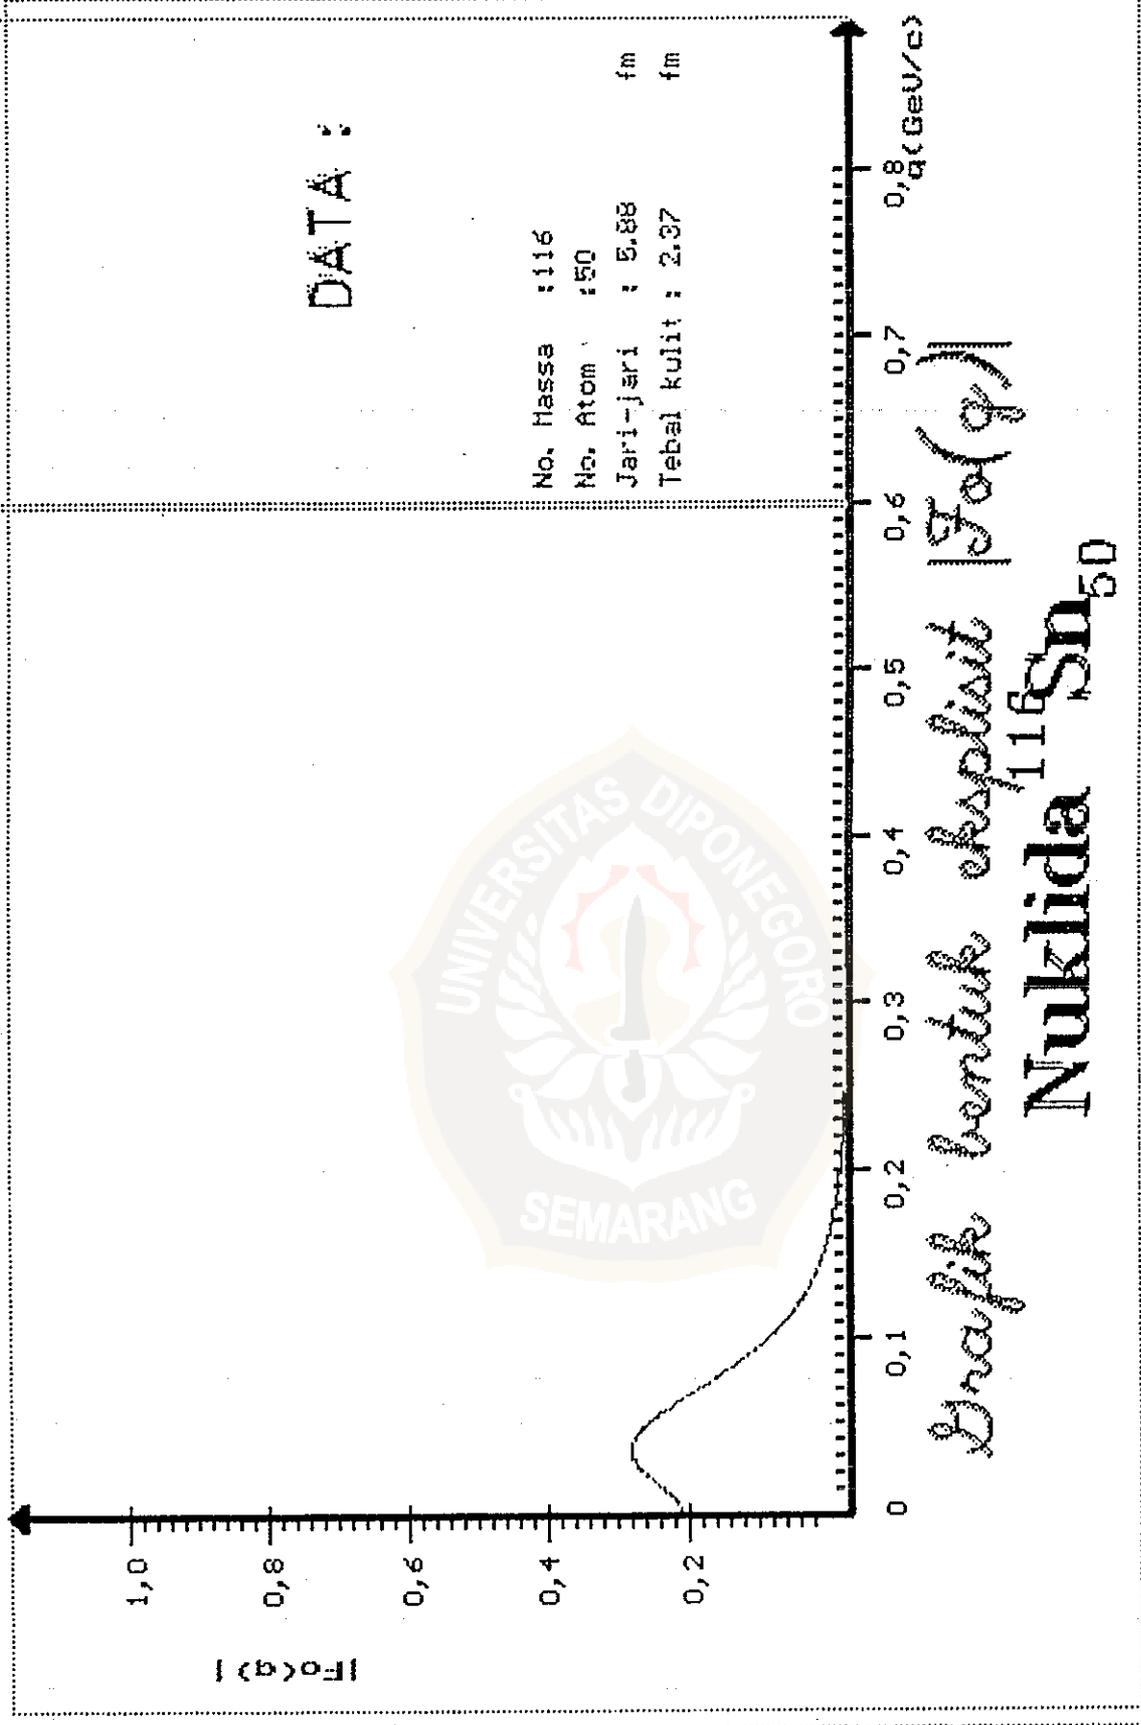 |Fo(q)|
1,0
0,8
0,6
0,4
0,2
DATA :
No. Massa :116
No. Atom :50
Jari-jari : 5.88 fm
Tebal kulit : 2.37 fm
0 0,1 0,2 0,3 0,4 0,5 0,6 0,7 0,8
q(GeV/c)
Grafik bentuk eksplisit |Fo(q)|
Nuklida 116Sn50
UNIVERSITAS DIPONEGORO
SEMARANG